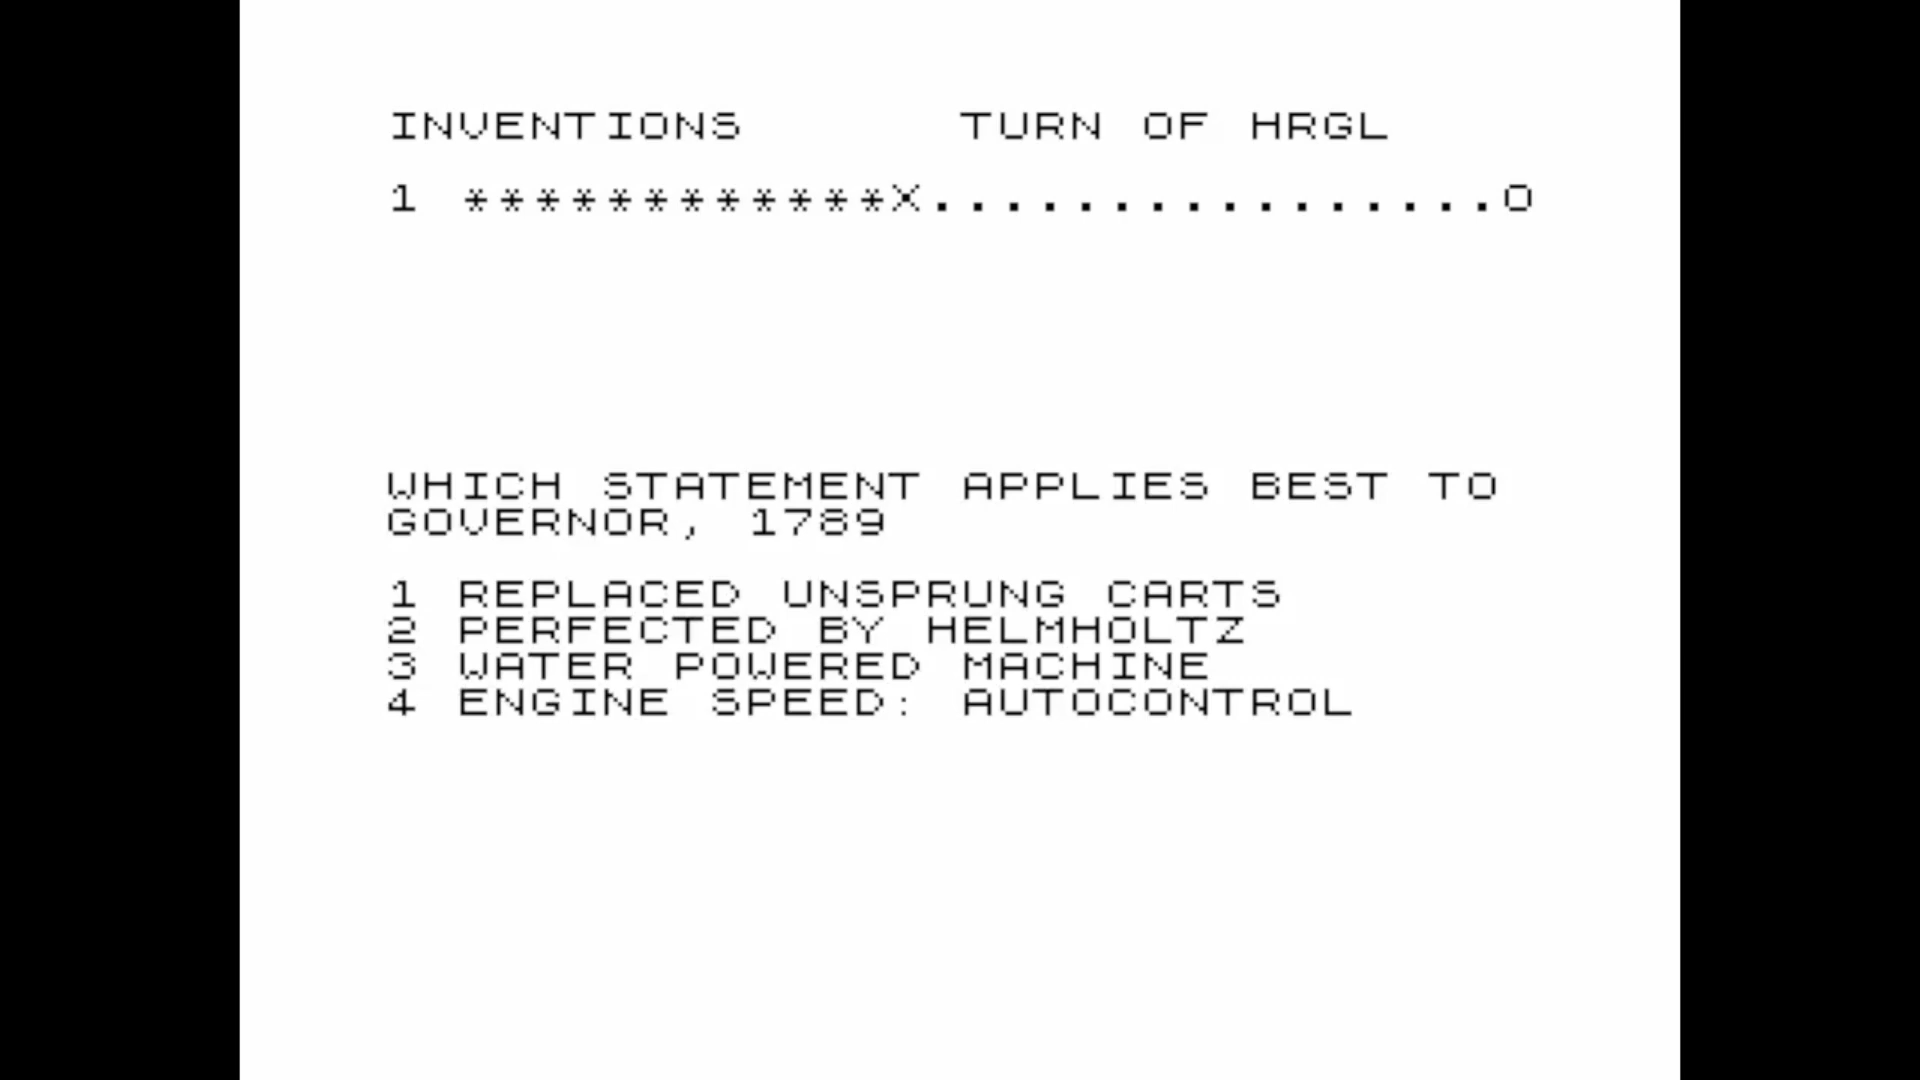 INVENTIONS TURN OF HRGL
1 ************X................O
WHICH STATEMENT APPLIES BEST TO
GOVERNOR, 1789
1 REPLACED UNSPRUNG CARTS
2 PERFECTED BY HELMHOLTZ
3 WATER POWERED MACHINE
4 ENGINE SPEED: AUTOCONTROL